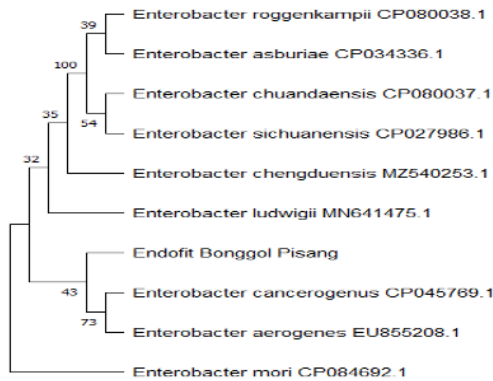 39
Enterobacter roggenkampii CP080038.1
Enterobacter asburiae CP034336.1
100
Enterobacter chuandaensis CP080037.1
54
Enterobacter sichuanensis CP027986.1
35
Enterobacter chengduensis MZ540253.1
32
Enterobacter ludwigii MN641475.1
Endofit Bonggol Pisang
43
Enterobacter cancerogenus CP045769.1
73
Enterobacter aerogenes EU855208.1
Enterobacter mori CP084692.1